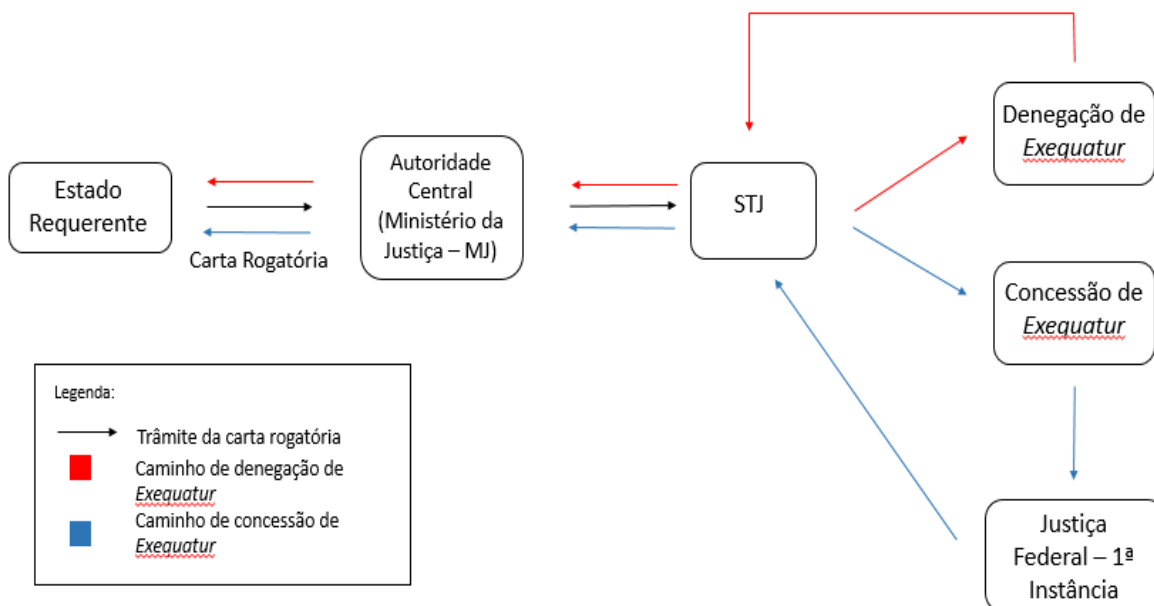 Estado
Requerente
Carta Rogatória
Autoridade
Central
(Ministério da
Justiça – MJ)
STJ
Denegação de
Exequatur
Concessão de
Exequatur
Justiça
Federal – 1ª
Instância
Legenda:
Trâmite da carta rogatória
Caminho de denegação de
Exequatur
Caminho de concessão de
Exequatur